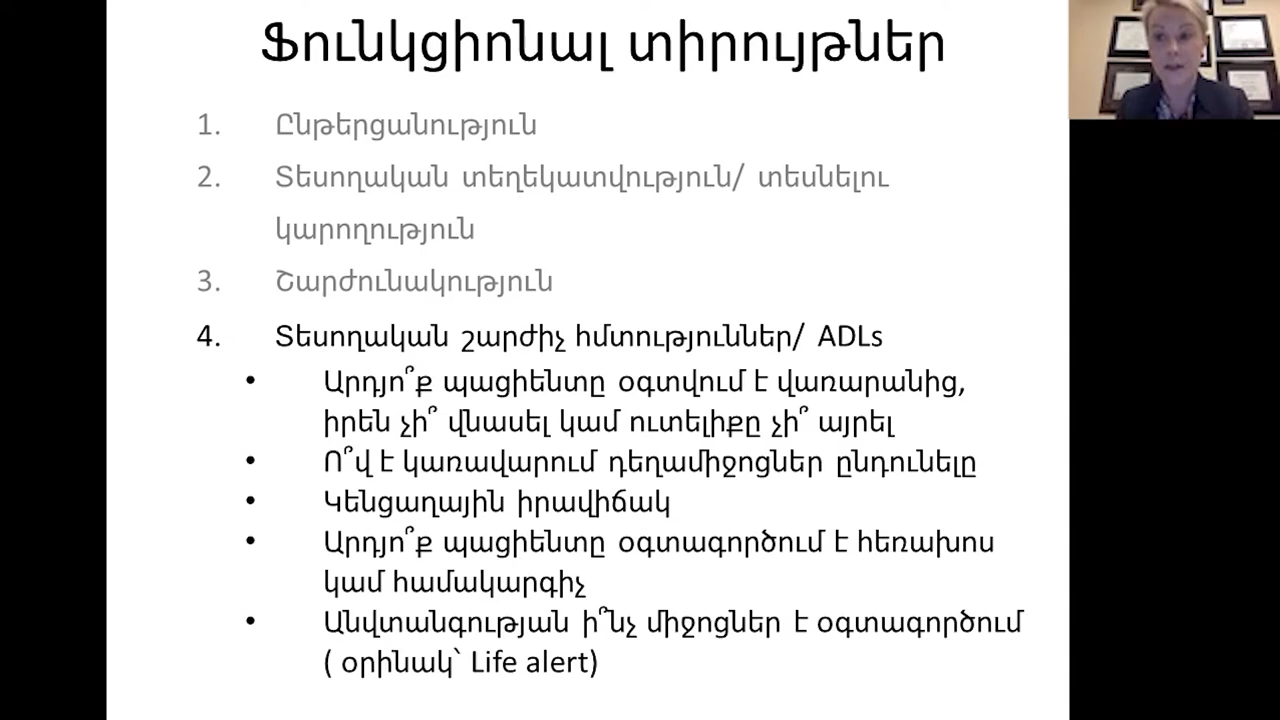 Ֆունկցիոնալ տիրույթներ
1. Ընթերցանություն
2. Տեսողական տեղեկատվություն/ տեսնելու
կարողություն
3. Շարժունակություն
4. Տեսողական շարժիչ հմտություններ/ ADLs
• Արդյո՞ք պացիենտը օգտվում է վառարանից,
իրեն չի՞ վնասել կամ ուտելիքը չի՞ այրել
• Ո՞վ է կառավարում դեղամիջոցներ ընդունելը
• Կենցաղային իրավիճակ
• Արդյո՞ք պացիենտը օգտագործում է հեռախոս
կամ համակարգիչ
• Անվտանգության ի՞նչ միջոցներ է օգտագործում
( օրինակ՝ Life alert)